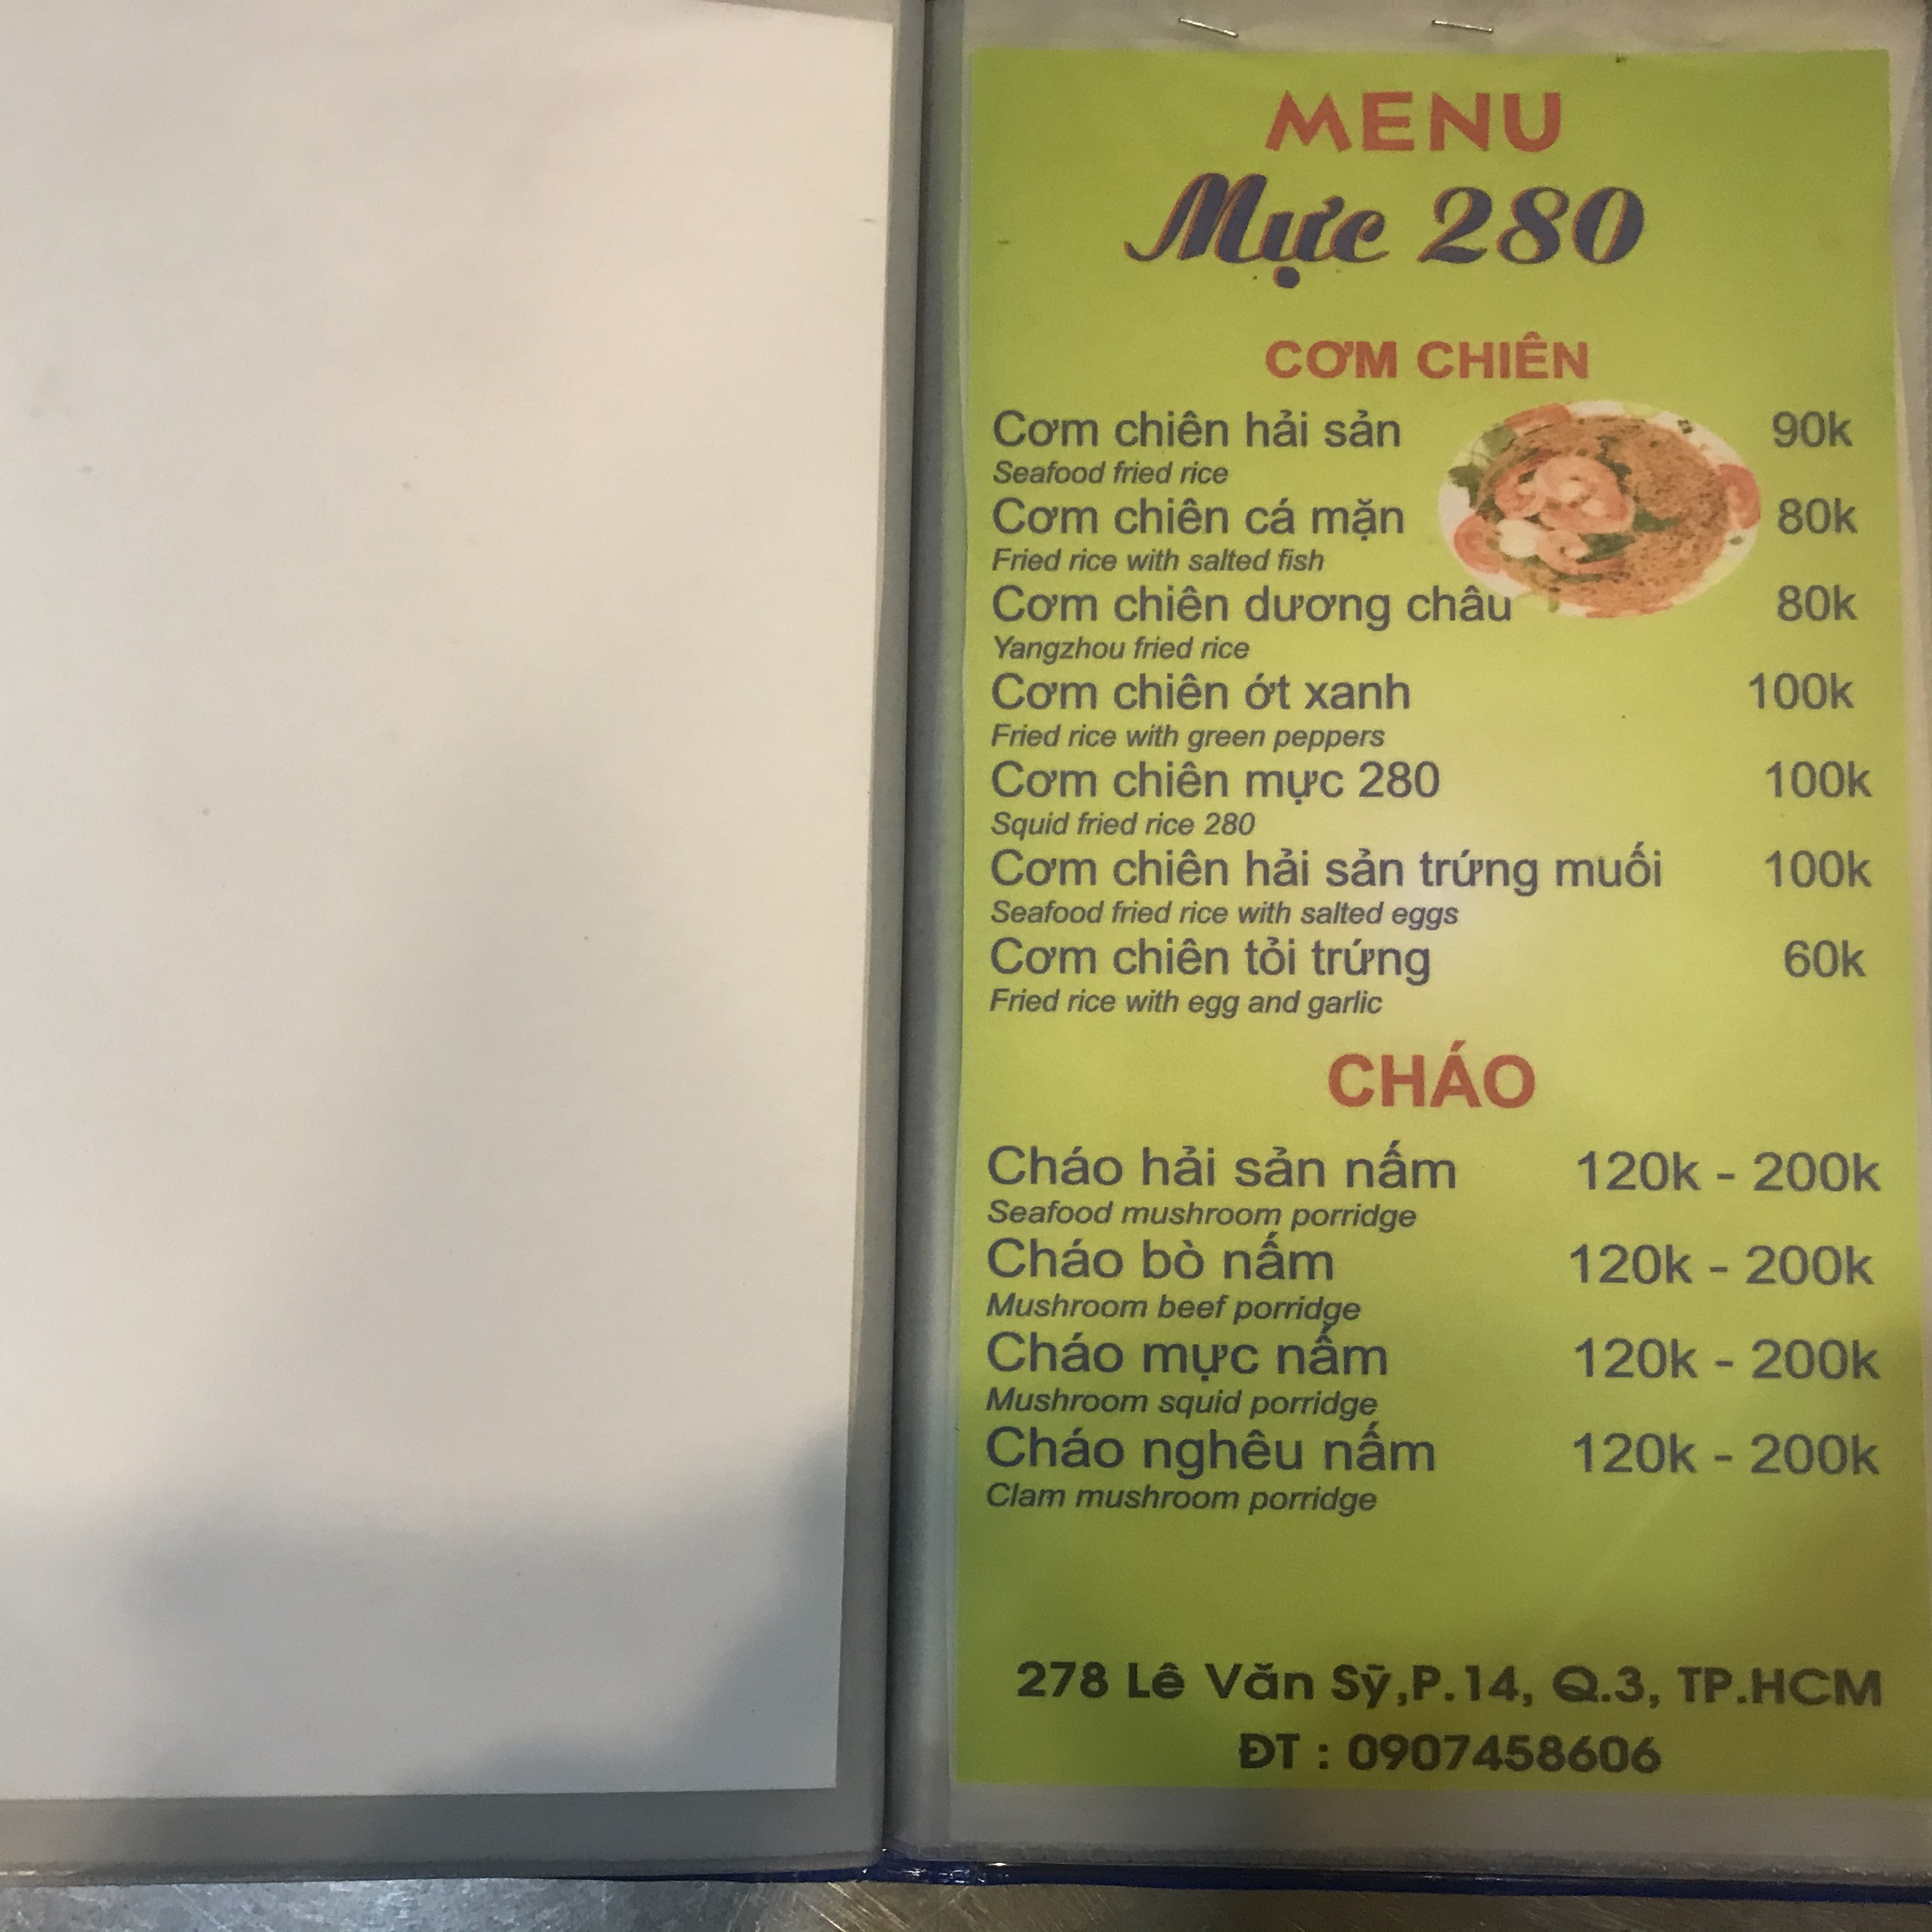 MENU
Mực 280
CƠM CHIÊN
Cơm chiên hải sản 90k
Seafood fried rice
Cơm chiên cá mặn 80k
Fried rice with salted fish
Cơm chiên dương châu 80k
Yangzhou fried rice
Cơm chiên ớt xanh 100k
Fried rice with green peppers
Cơm chiên mực 280 100k
Squid fried rice 280
Cơm chiên hải sản trứng muối 100k
Seafood fried rice with salted eggs
Cơm chiên tỏi trứng 60k
Fried rice with egg and garlic
CHÁO
Cháo hải sản nấm 120k - 200k
Seafood mushroom porridge
Cháo bò nấm 120k - 200k
Mushroom beef porridge
Cháo mực nấm 120k - 200k
Mushroom squid porridge
Cháo nghêu nấm 120k - 200k
Clam mushroom porridge
278 Lê Văn Sỹ,P.14, Q.3, TP.HCM
ĐT : 0907458606